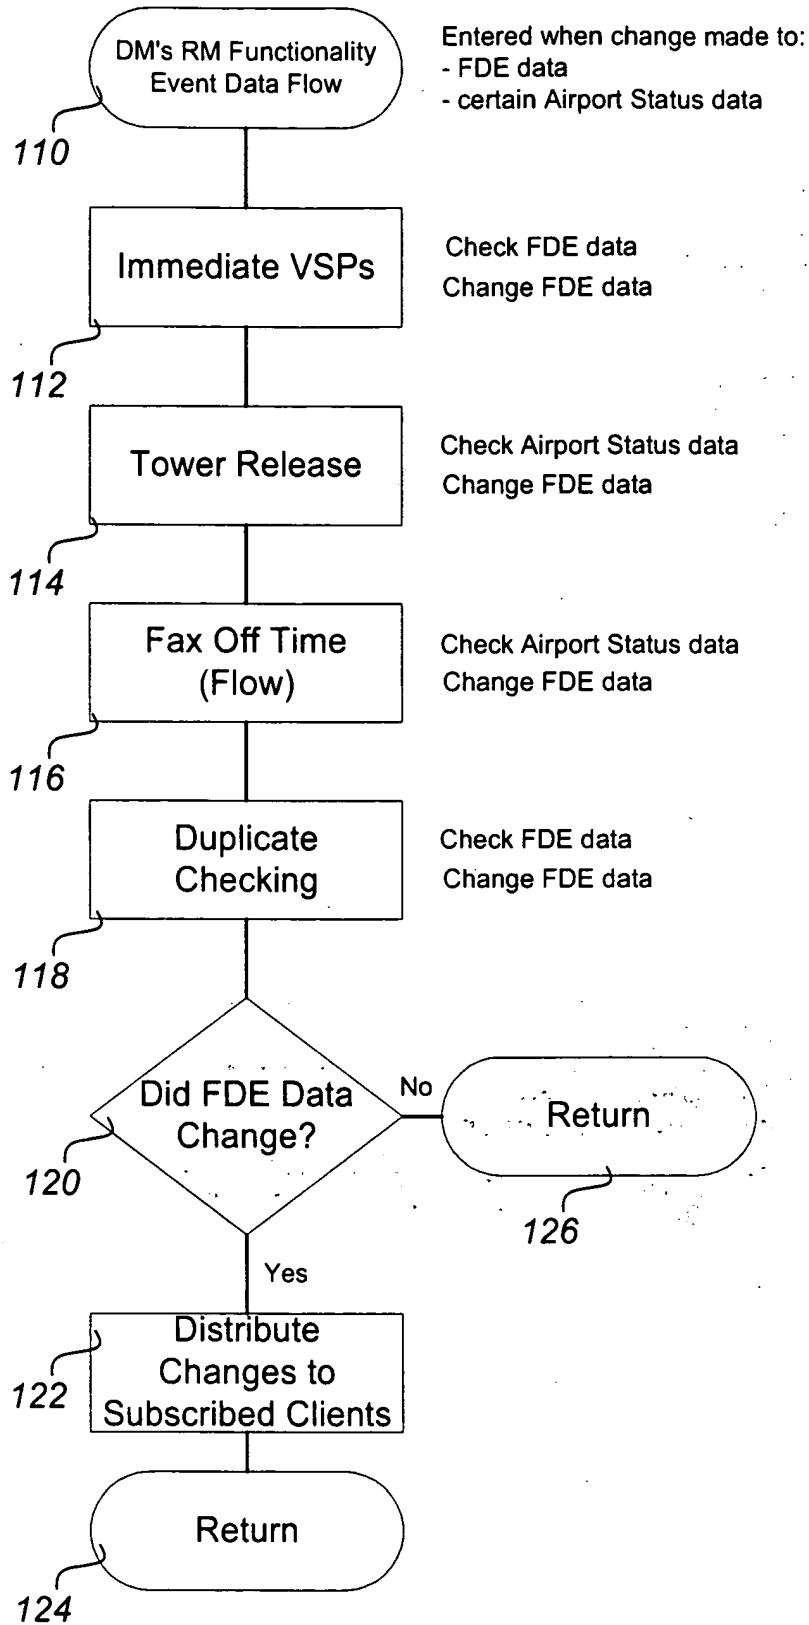 DM's RM Functionality
Event Data Flow
Entered when change made to:
- FDE data
- certain Airport Status data
110
Immediate VSPs
Check FDE data
Change FDE data
112
Tower Release
Check Airport Status data
Change FDE data
114
Fax Off Time
(Flow)
Check Airport Status data
Change FDE data
116
Duplicate
Checking
Check FDE data
Change FDE data
118
Did FDE Data
Change?
No
Return
120
126
Yes
Distribute
Changes to
Subscribed Clients
122
Return
124